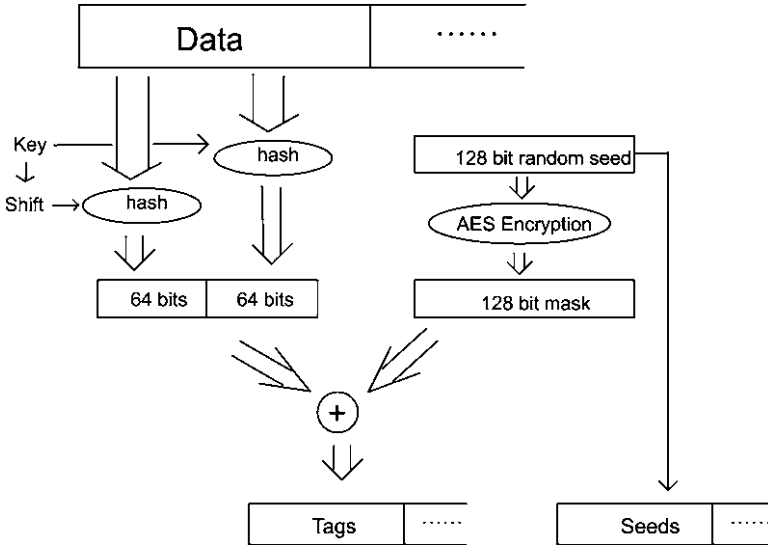 Data ······
Key
hash
128 bit random seed
Shift
hash
AES Encryption
64 bits 64 bits
128 bit mask
+
Tags ······
Seeds ······